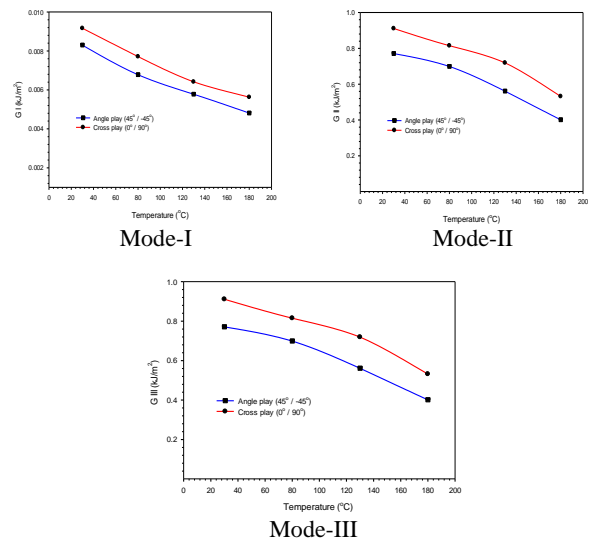 0.010
0.008
0.006
0.004
0.002
G I (kJ/m²)
Angle play (45° / -45°)
Cross play (0° / 90°)
0 20 40 60 80 100 120 140 160 180 200
Temperature (°C)
Mode-I
1.0
0.8
0.6
0.4
0.2
G II (kJ/m²)
Angle play (45° / -45°)
Cross play (0° / 90°)
0 20 40 60 80 100 120 140 160 180 200
Temperature (°C)
Mode-II
1.0
0.8
0.6
0.4
0.2
G III (kJ/m²)
Angle play (45° / -45°)
Cross play (0° / 90°)
0 20 40 60 80 100 120 140 160 180 200
Temperature (°C)
Mode-III